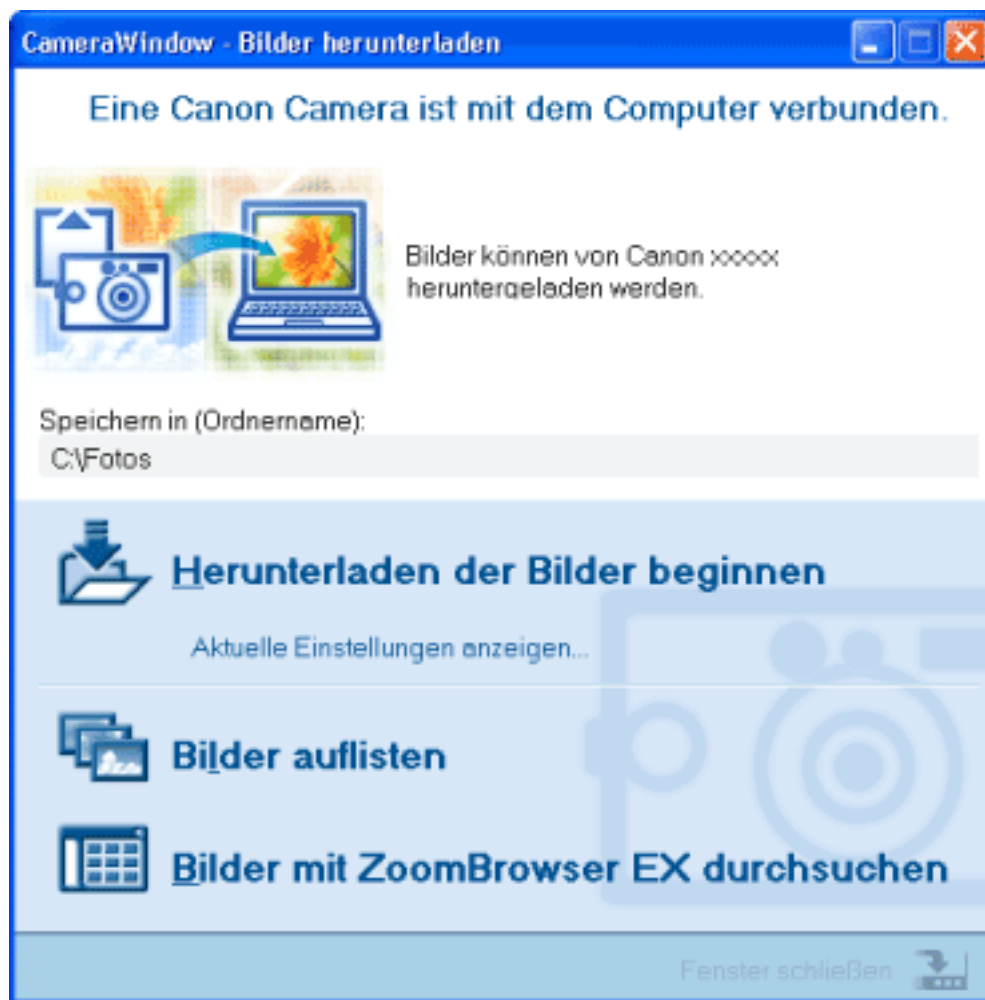 CameraWindow - Bilder herunterladen
Eine Canon Camera ist mit dem Computer verbunden.
Bilder können von Canon xxxxx
heruntergeladen werden.
Speichern in (Ordnername):
C:\Fotos
Herunterladen der Bilder beginnen
Aktuelle Einstellungen anzeigen...
Bilder auflisten
Bilder mit ZoomBrowser EX durchsuchen
Fenster schließen